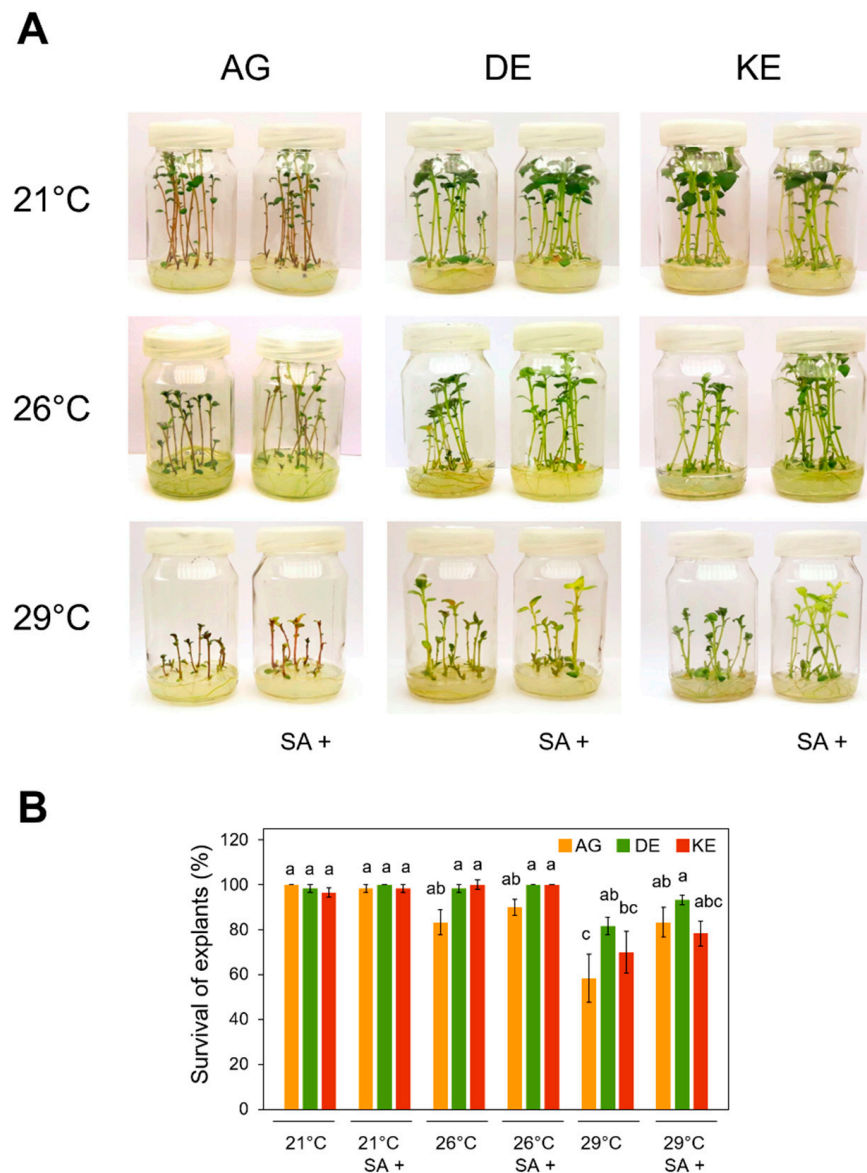 A
AG DE KE
21°C
26°C
29°C
SA + SA + SA +
B
Survival of explants (%)
120
100
80
60
40
20
0
AG DE KE
a a a a a a ab a a ab a a c ab bc ab a abc
21°C 21°C 26°C 26°C 29°C 29°C
SA + SA + SA +